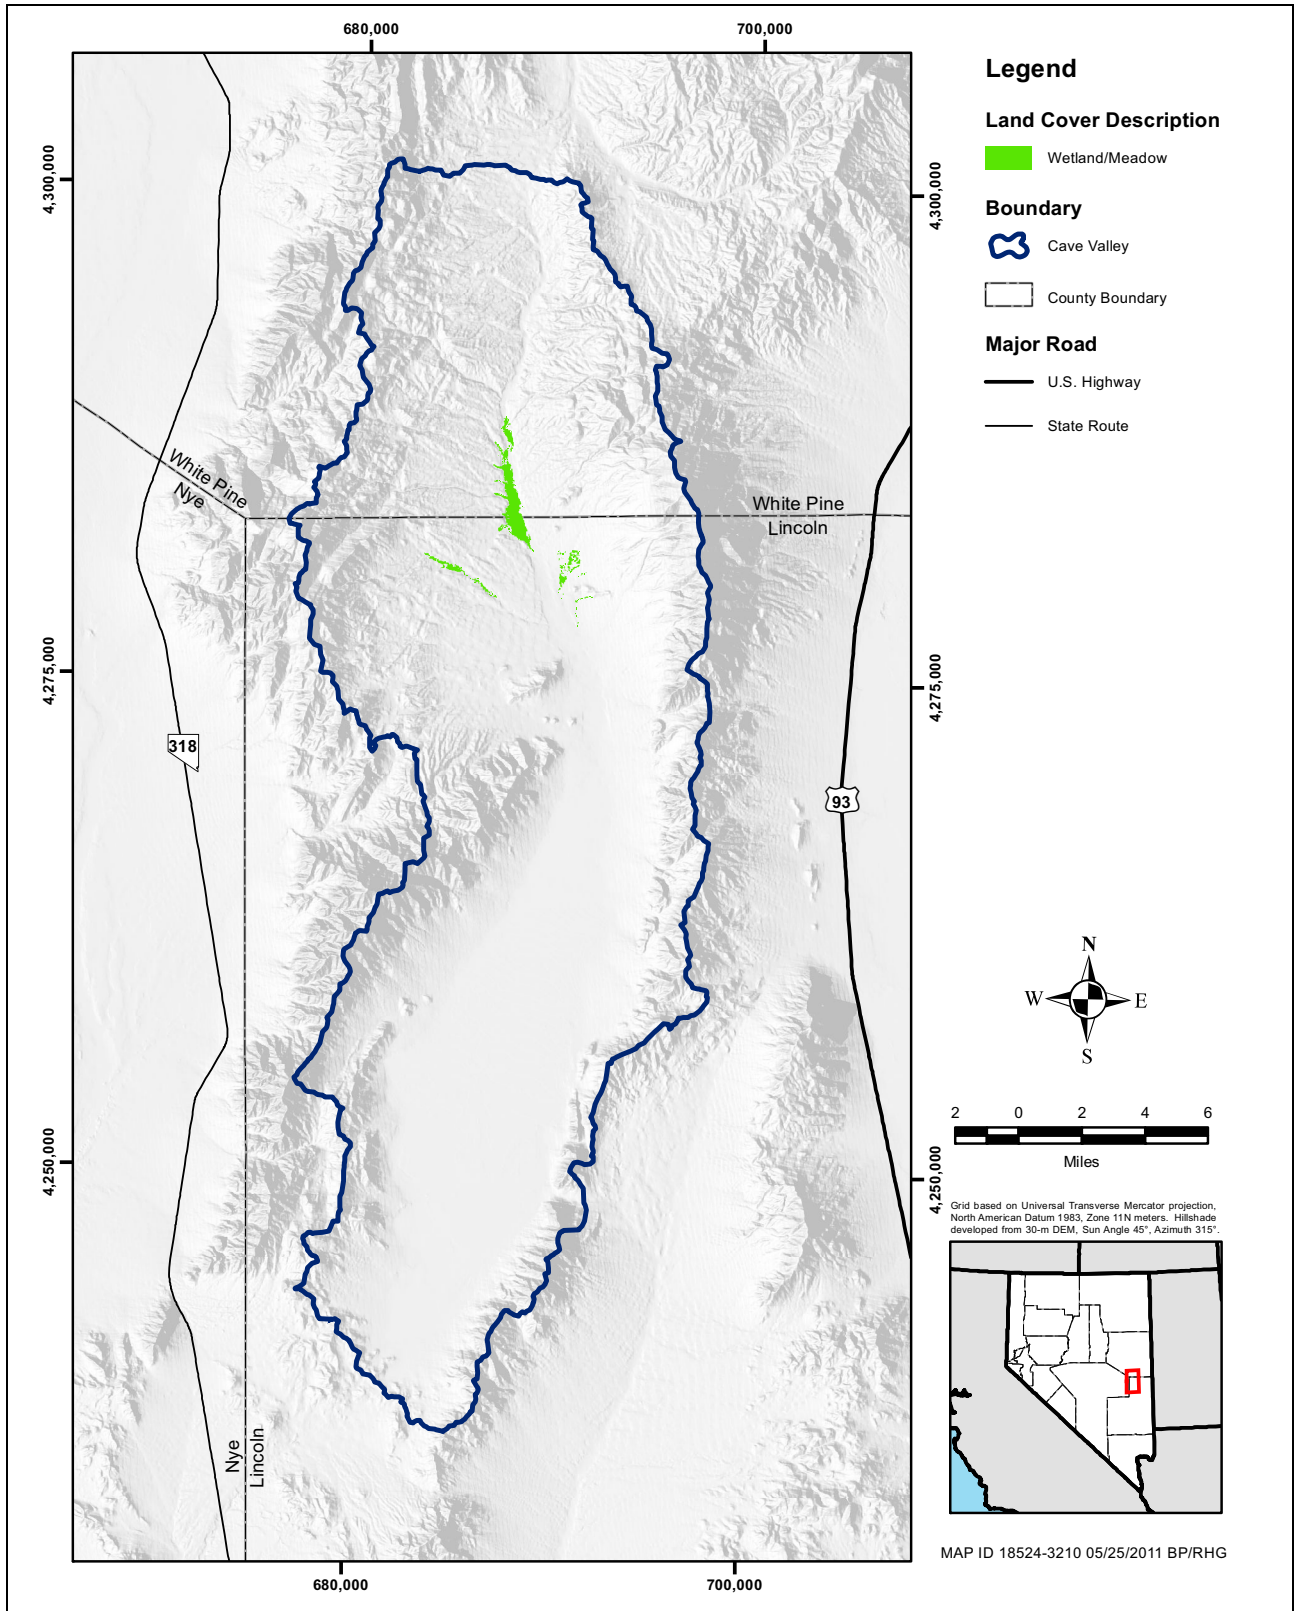 680,000
700,000
4,300,000
4,300,000
4,275,000
4,275,000
4,250,000
4,250,000
680,000
700,000
White Pine
Nye
White Pine
Lincoln
318
93
Nye
Lincoln
Legend
Land Cover Description
Wetland/Meadow
Boundary
Cave Valley
County Boundary
Major Road
U.S. Highway
State Route
N
W
E
S
2 0 2 4 6
Miles
Grid based on Universal Transverse Mercator projection,
North American Datum 1983, Zone 11N meters. Hillshade
developed from 30-m DEM, Sun Angle 45°, Azimuth 315°.
MAP ID 18524-3210 05/25/2011 BP/RHG